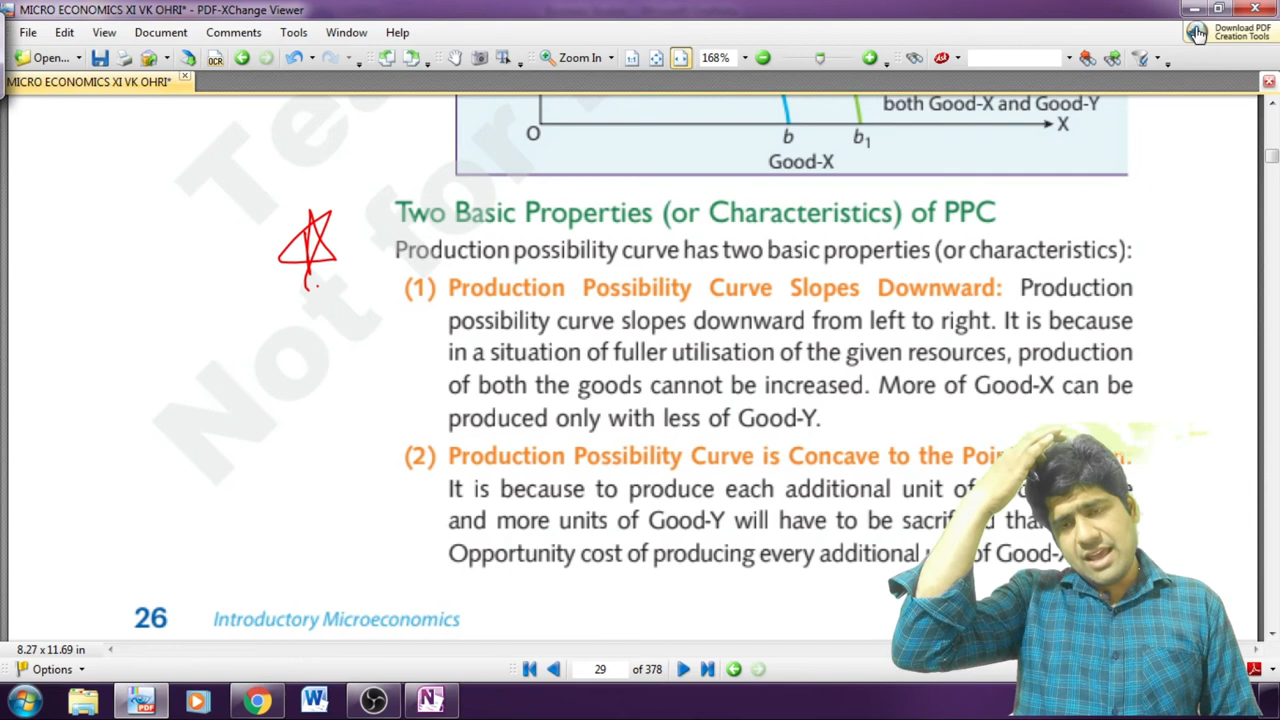 MICRO ECONOMICS XI VK OHRI* - PDF-XChange Viewer
File Edit View Document Comments Tools Window Help
Download PDF
Creation Tools
Open... OCR Zoom In 168%
MICRO ECONOMICS XI VK OHRI*
both Good-X and Good-Y
O X
b b1
Good-X
Not for
Two Basic Properties (or Characteristics) of PPC
Production possibility curve has two basic properties (or characteristics):
(1) Production Possibility Curve Slopes Downward: Production
possibility curve slopes downward from left to right. It is because
in a situation of fuller utilisation of the given resources, production
of both the goods cannot be increased. More of Good-X can be
produced only with less of Good-Y.
(2) Production Possibility Curve is Concave to the
It is because to produce each additional unit of
and more units of Good-Y will have to be
Opportunity cost of producing every additional of
26 Introductory Microeconomics
8.27 x 11.69 in
Options 29 of 378